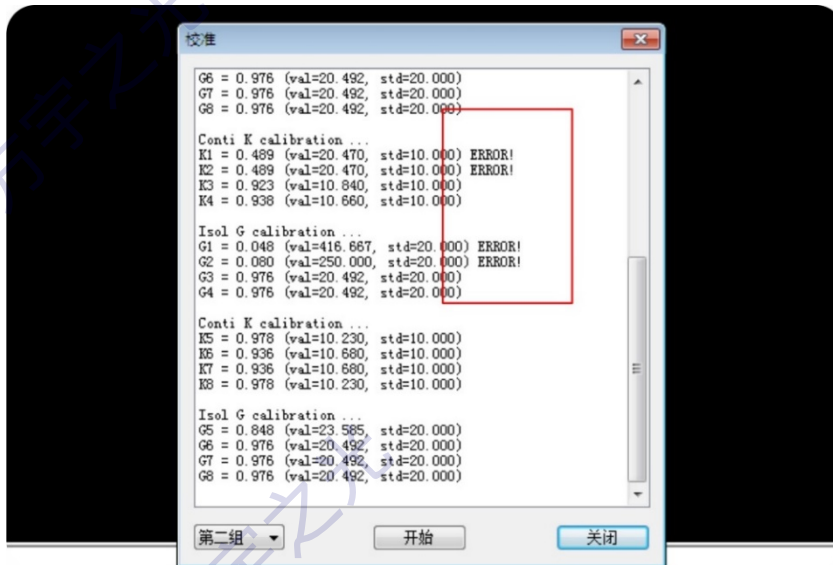 校准
G6 = 0.976 (val=20.492, std=20.000)
G7 = 0.976 (val=20.492, std=20.000)
G8 = 0.976 (val=20.492, std=20.000)
Conti K calibration ...
K1 = 0.489 (val=20.470, std=10.000) ERROR!
K2 = 0.489 (val=20.470, std=10.000) ERROR!
K3 = 0.923 (val=10.840, std=10.000)
K4 = 0.938 (val=10.660, std=10.000)
Isol G calibration ...
G1 = 0.048 (val=416.667, std=20.000) ERROR!
G2 = 0.080 (val=250.000, std=20.000) ERROR!
G3 = 0.976 (val=20.492, std=20.000)
G4 = 0.976 (val=20.492, std=20.000)
Conti K calibration ...
K5 = 0.978 (val=10.230, std=10.000)
K6 = 0.936 (val=10.680, std=10.000)
K7 = 0.936 (val=10.680, std=10.000)
K8 = 0.978 (val=10.230, std=10.000)
Isol G calibration ...
G5 = 0.848 (val=23.585, std=20.000)
G6 = 0.976 (val=20.492, std=20.000)
G7 = 0.976 (val=20.492, std=20.000)
G8 = 0.976 (val=20.492, std=20.000)
第二组 开始 关闭